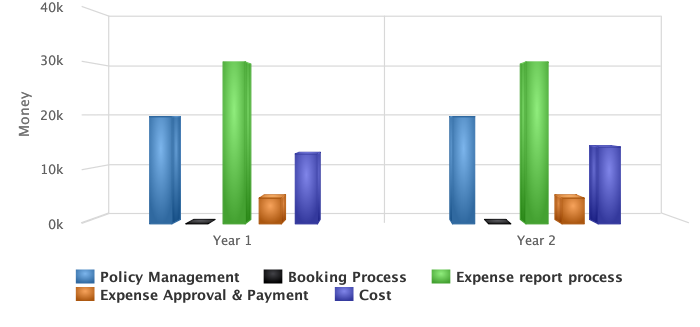 40k
30k
20k
10k
0k
Money
Year 1
Year 2
Policy Management
Booking Process
Expense report process
Expense Approval & Payment
Cost